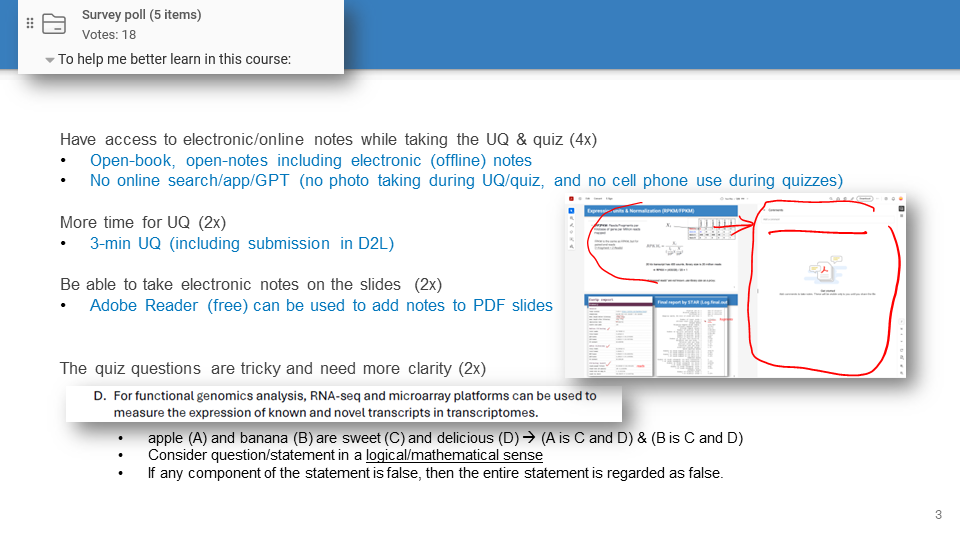 Survey poll (5 items)
Votes: 18
To help me better learn in this course:
Have access to electronic/online notes while taking the UQ & quiz (4x)
• Open-book, open-notes including electronic (offline) notes
• No online search/app/GPT (no photo taking during UQ/quiz, and no cell phone use during quizzes)
More time for UQ (2x)
• 3-min UQ (including submission in D2L)
Be able to take electronic notes on the slides (2x)
• Adobe Reader (free) can be used to add notes to PDF slides
Expression Units & Normalization (RPKM/FPKM)
Final report by STAR (Log.final.out
The quiz questions are tricky and need more clarity (2x)
D. For functional genomics analysis, RNA-seq and microarray platforms can be used to
measure the expression of known and novel transcripts in transcriptomes.
• apple (A) and banana (B) are sweet (C) and delicious (D) → (A is C and D) & (B is C and D)
• Consider question/statement in a logical/mathematical sense
• If any component of the statement is false, then the entire statement is regarded as false.
3